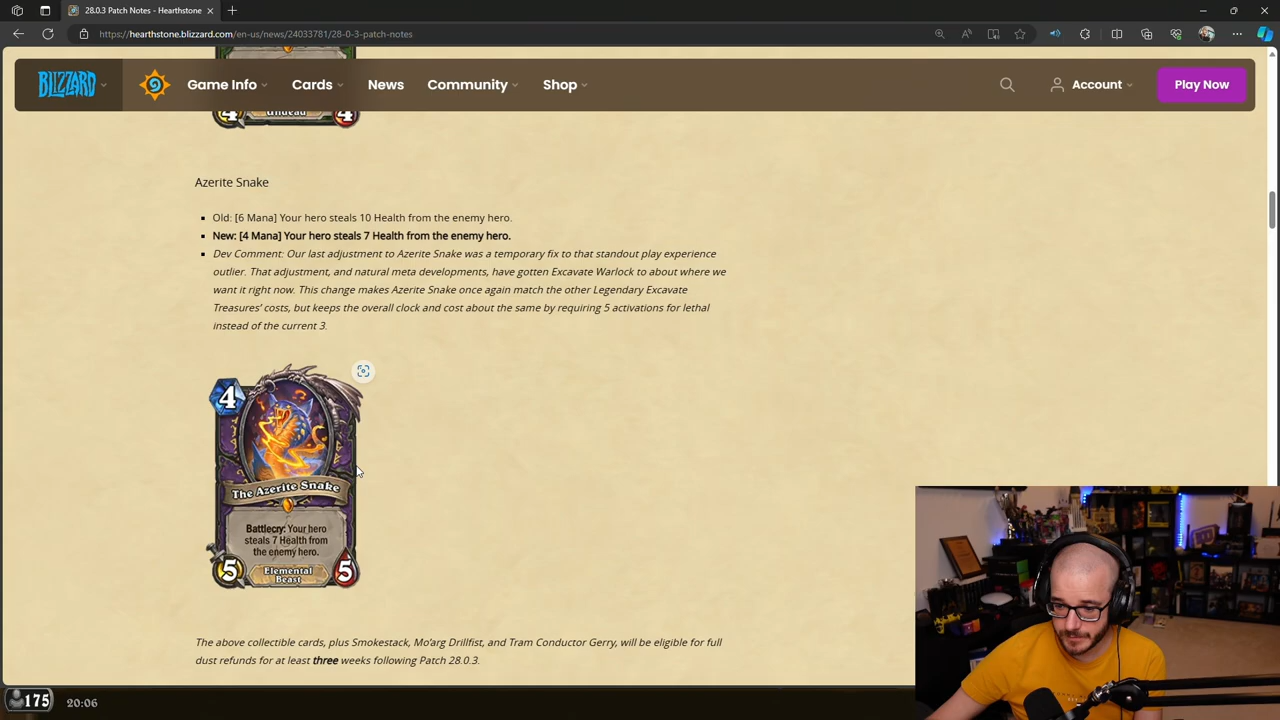 28.0.3 Patch Notes - Hearthstone
https://hearthstone.blizzard.com/en-us/news/24033781/28-0-3-patch-notes
BLIZZARD Game Info Cards News Community Shop Account Play Now
4 Undead 4
Azerite Snake
Old: [6 Mana] Your hero steals 10 Health from the enemy hero.
New: [4 Mana] Your hero steals 7 Health from the enemy hero.
Dev Comment: Our last adjustment to Azerite Snake was a temporary fix to that standout play experience
outlier. That adjustment, and natural meta developments, have gotten Excavate Warlock to about where we
want it right now. This change makes Azerite Snake once again match the other Legendary Excavate
Treasures' costs, but keeps the overall clock and cost about the same by requiring 5 activations for lethal
instead of the current 3.
4
The Azerite Snake
Battlecry: Your hero
steals 7 Health from
the enemy hero.
5 Elemental 5
Beast
The above collectible cards, plus Smokestack, Mo'arg Drillfist, and Tram Conductor Gerry, will be eligible for full
dust refunds for at least three weeks following Patch 28.0.3.
175 20:06